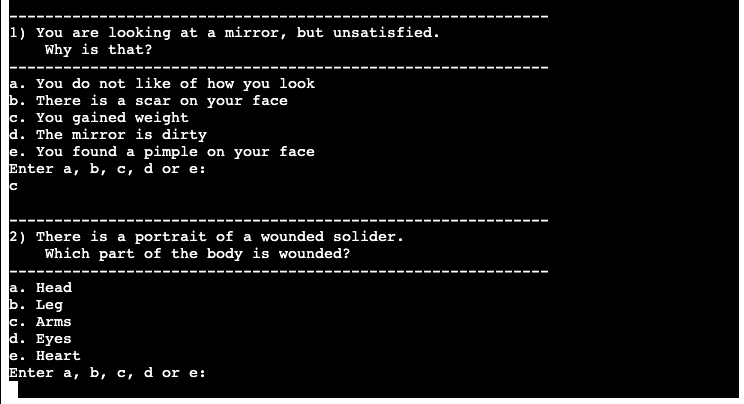 ------------------------------------------------------------
1) You are looking at a mirror, but unsatisfied.
    Why is that?
------------------------------------------------------------
a. You do not like of how you look
b. There is a scar on your face
c. You gained weight
d. The mirror is dirty
e. You found a pimple on your face
Enter a, b, c, d or e:
c
------------------------------------------------------------
2) There is a portrait of a wounded solider.
    Which part of the body is wounded?
------------------------------------------------------------
a. Head
b. Leg
c. Arms
d. Eyes
e. Heart
Enter a, b, c, d or e: